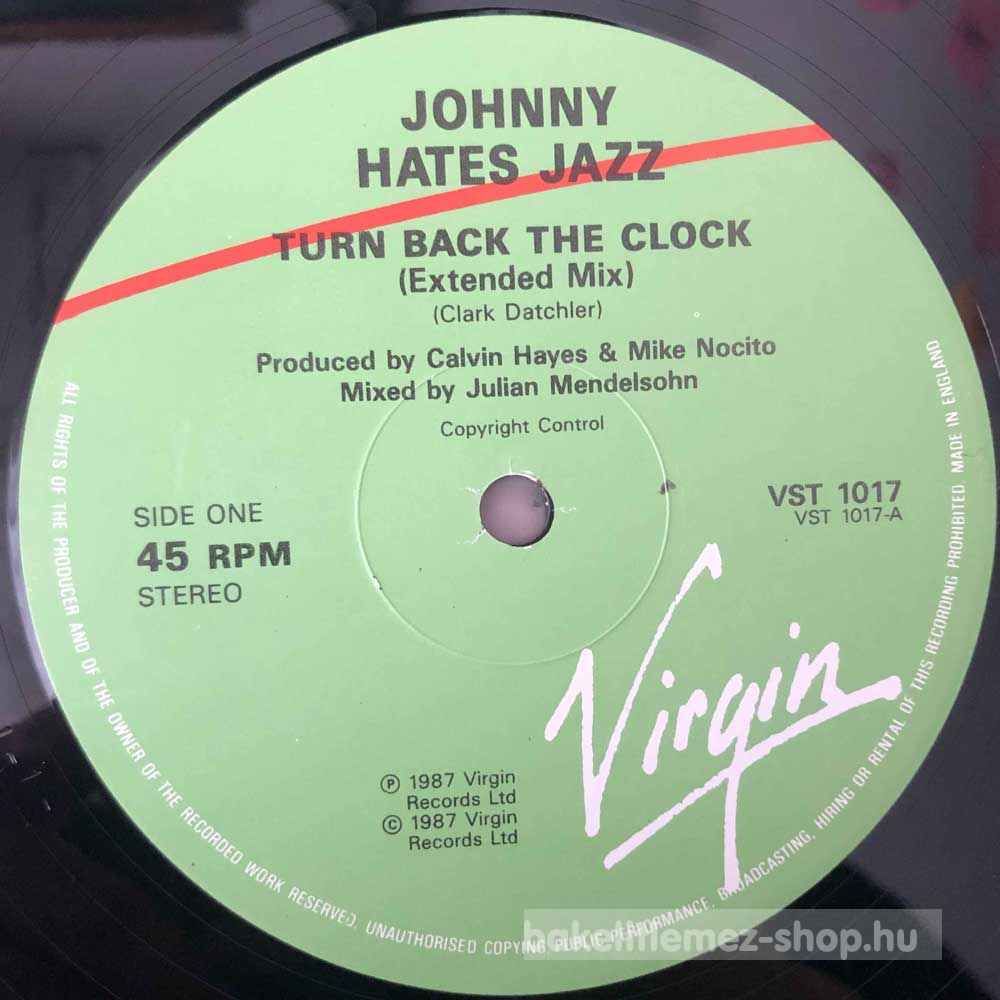 JOHNNY
HATES JAZZ
TURN BACK THE CLOCK
(Extended Mix)
(Clark Datchler)
Produced by Calvin Hayes & Mike Nocito
Mixed by Julian Mendelsohn
Copyright Control
SIDE ONE
45 RPM
STEREO
VST 1017
VST 1017-A
Virgin
℗ 1987 Virgin
Records Ltd
© 1987 Virgin
Records Ltd
ALL RIGHTS OF THE PRODUCER AND OF THE OWNER OF THE RECORDED WORK RESERVED. UNAUTHORISED COPYING, PUBLIC PERFORMANCE, BROADCASTING, HIRING OR RENTAL OF THIS RECORDING PROHIBITED. MADE IN ENGLAND
bakelitlemez-shop.hu